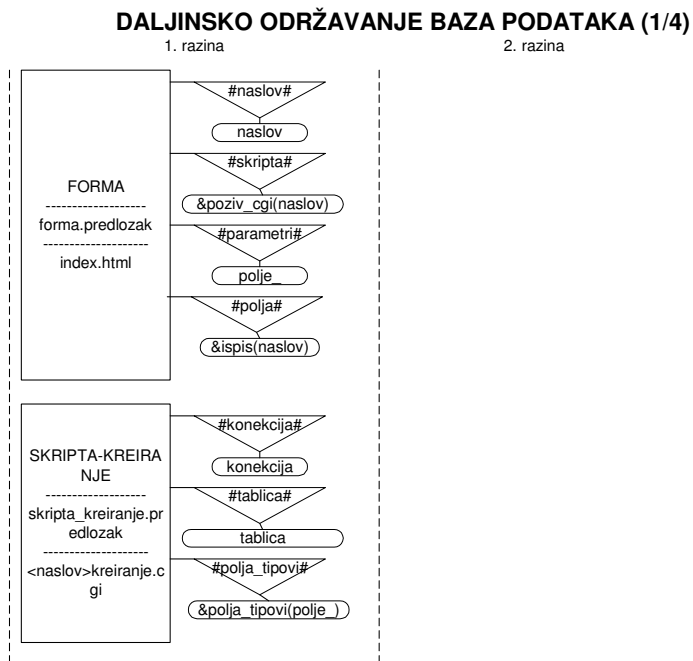 DALJINSKO ODRŽAVANJE BAZA PODATAKA (1/4)
1. razina
2. razina
FORMA
--------------------
forma.predlozak
--------------------
index.html
#naslov#
naslov
#skripta#
&poziv_cgi(naslov)
#parametri#
polje_
#polja#
&ispis(naslov)
SKRIPTA-KREIRA
NJE
--------------------
skripta_kreiranje.pr
edlozak
--------------------
<naslov>kreiranje.c
gi
#konekcija#
konekcija
#tablica#
tablica
#polja_tipovi#
&polja_tipovi(polje_)